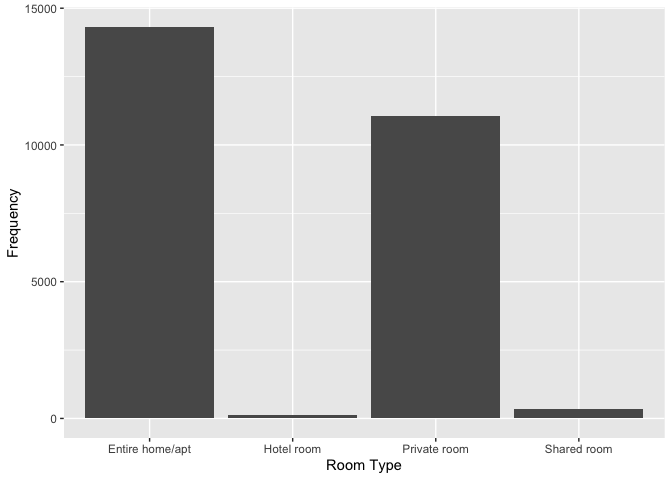 15000
10000
5000
0
Frequency
Entire home/apt
Hotel room
Private room
Shared room
Room Type